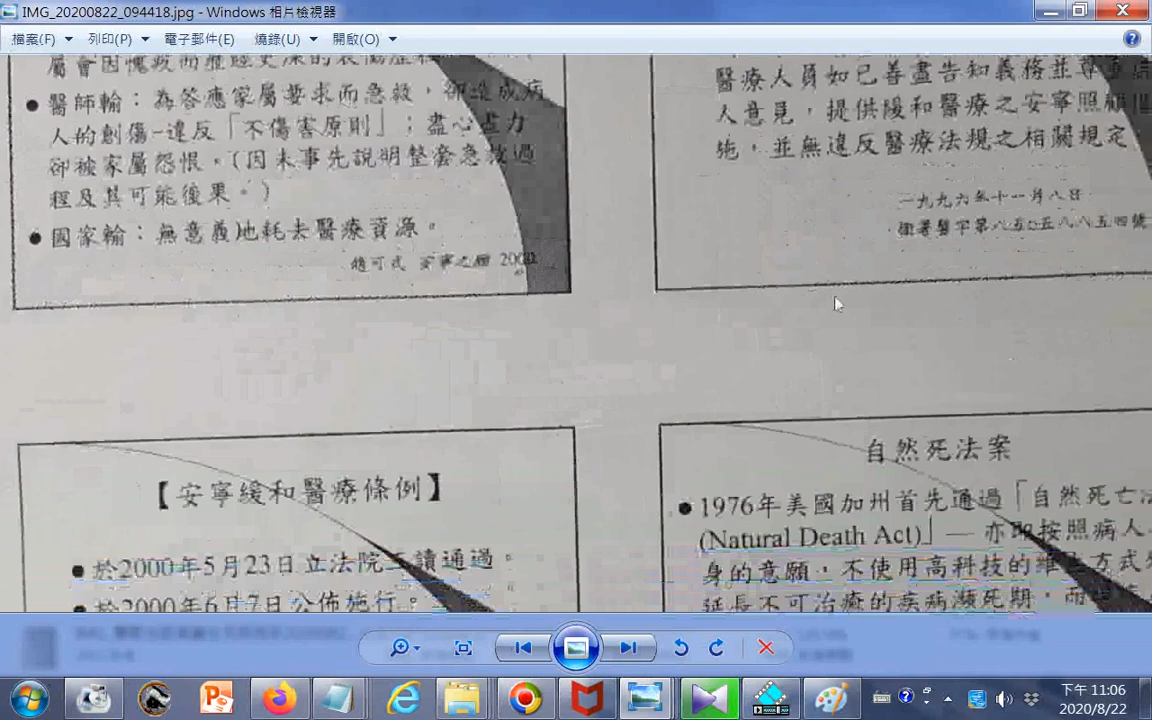 IMG_20200822_094418.jpg - Windows 相片檢視器
檔案(F) 列印(P) 電子郵件(E) 燒錄(U) 開啟(O)
● 醫師輸：為答應家屬要求而急救，卻造成病
人的創傷-違反「不傷害原則」；盡心盡力
卻被家屬怨恨。(因未事先說明整套急救過
程及其可能後果。)
● 國家輸：無意義地耗去醫療資源。
趙可式 安寧之旅
醫療人員如已善盡告知義務並尊重
人意見，提供緩和醫療之安寧照顧
施，並無違反醫療法規之相關規定
一九九六年十一月八日
【安寧緩和醫療條例】
● 於2000年5月23日立法院三讀通過。
● 於2000年6月7日公佈施行。
自然死法案
● 1976年美國加州首先通過「自然死亡法
(Natural Death Act)」— 亦即按照病人
身的意願，不使用高科技的維生方式
延長不可治癒的疾病瀕死期，而
下午 11:06
2020/8/22